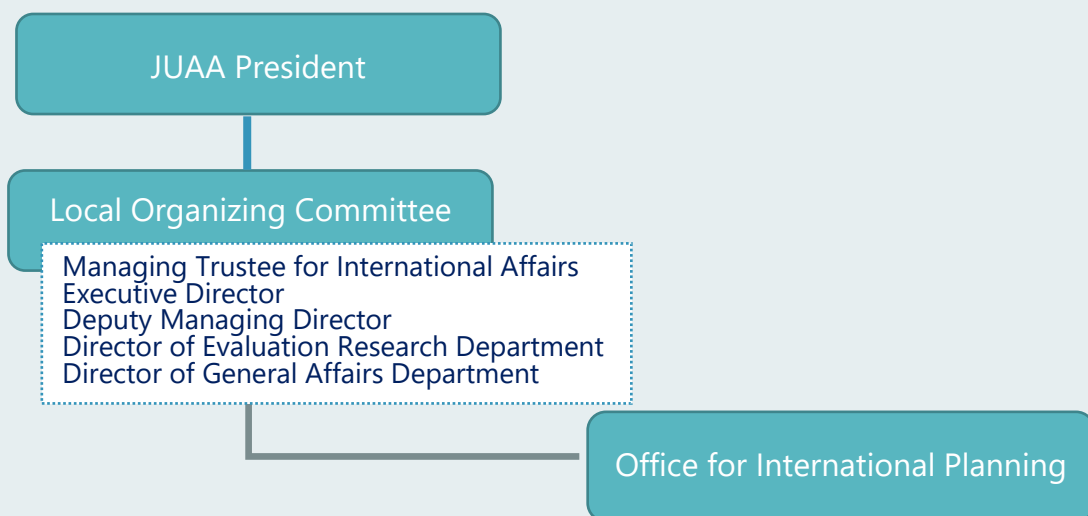 JUAA President
Local Organizing Committee
Managing Trustee for International Affairs
Executive Director
Deputy Managing Director
Director of Evaluation Research Department
Director of General Affairs Department
Office for International Planning